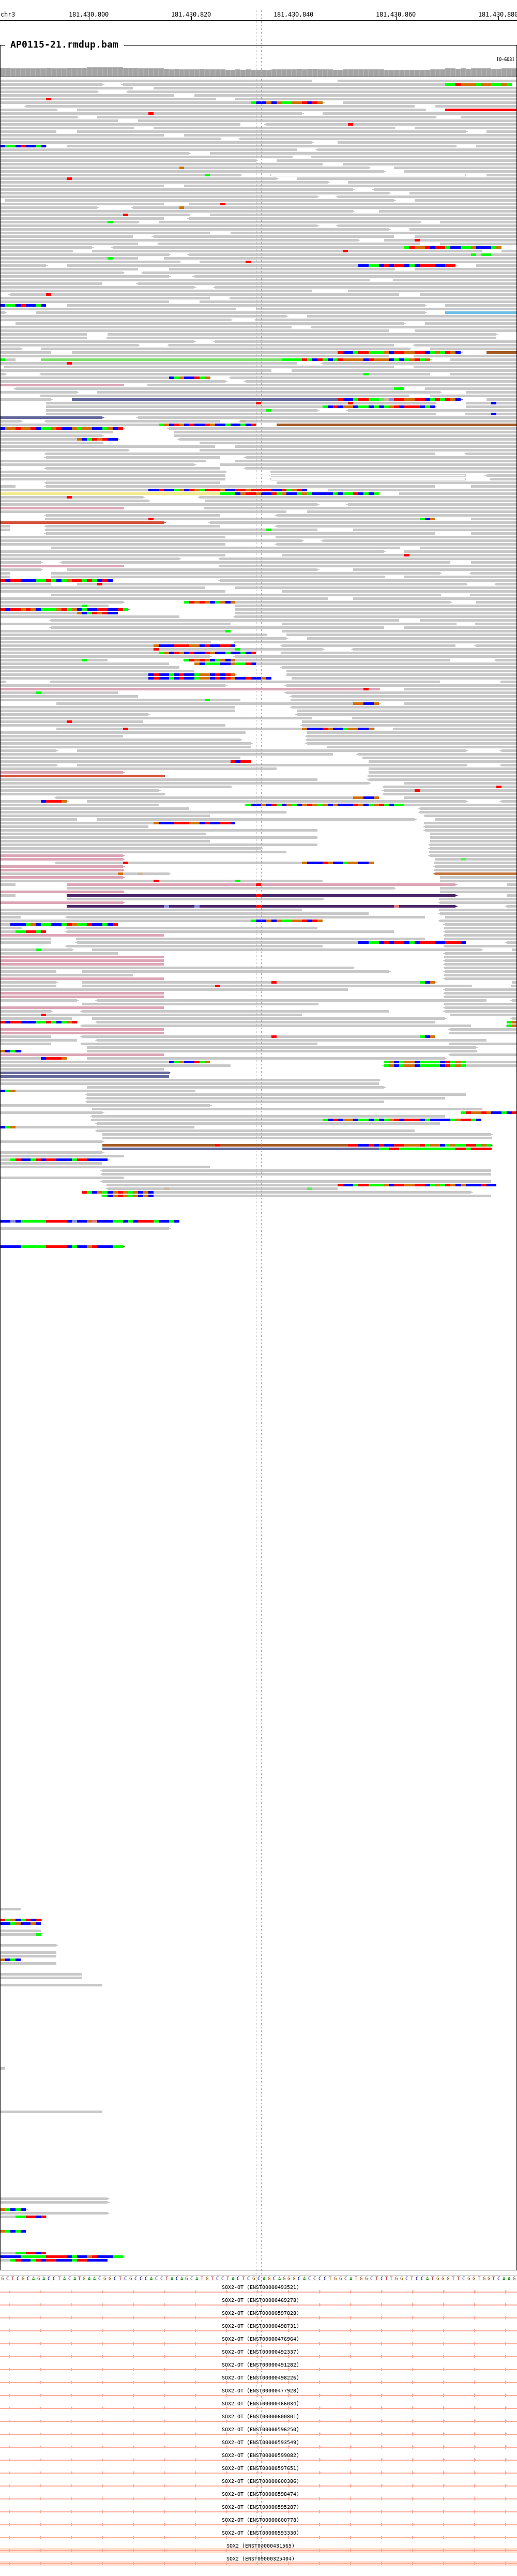 chr3 181,430,800 181,430,820 181,430,840 181,430,860 181,430,880
AP0115-21.rmdup.bam
[0-680]
SOX2-OT (ENST00000493521)
SOX2-OT (ENST00000469278)
SOX2-OT (ENST00000597828)
SOX2-OT (ENST00000498731)
SOX2-OT (ENST00000476964)
SOX2-OT (ENST00000492337)
SOX2-OT (ENST00000491282)
SOX2-OT (ENST00000498226)
SOX2-OT (ENST00000477928)
SOX2-OT (ENST00000466034)
SOX2-OT (ENST00000600801)
SOX2-OT (ENST00000596250)
SOX2-OT (ENST00000593549)
SOX2-OT (ENST00000599082)
SOX2-OT (ENST00000597651)
SOX2-OT (ENST00000600386)
SOX2-OT (ENST00000598474)
SOX2-OT (ENST00000595287)
SOX2-OT (ENST00000600778)
SOX2-OT (ENST00000593330)
SOX2 (ENST00000431565)
SOX2 (ENST00000325404)